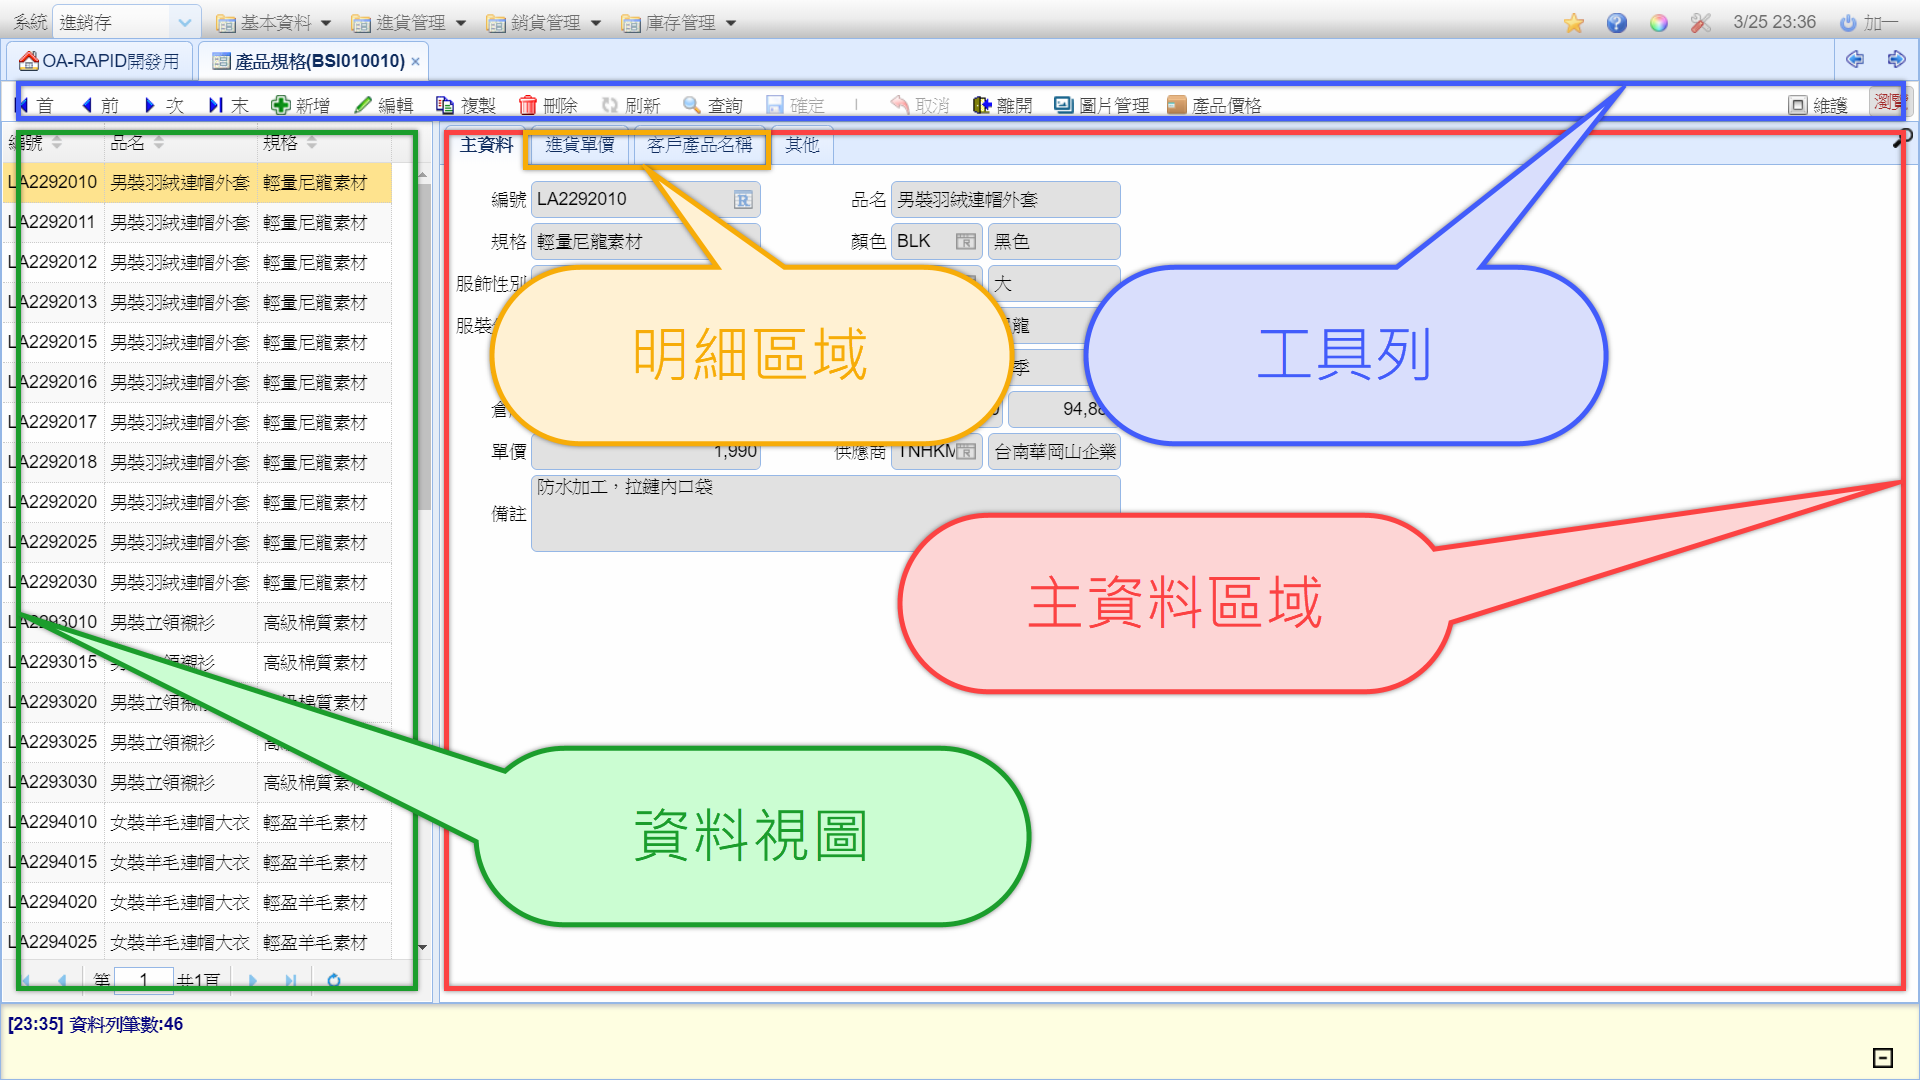 系統 進銷存 基本資料 進貨管理 銷貨管理 庫存管理 3/25 23:36 加一
OA-RAPID開發用 產品規格(BSI010010) ×
首 前 次 末 新增 編輯 複製 刪除 刷新 查詢 確定 取消 離開 圖片管理 產品價格 維護 瀏覽
編號 品名 規格
LA2292010 男裝羽絨連帽外套 輕量尼龍素材
LA2292011 男裝羽絨連帽外套 輕量尼龍素材
LA2292012 男裝羽絨連帽外套 輕量尼龍素材
LA2292013 男裝羽絨連帽外套 輕量尼龍素材
LA2292015 男裝羽絨連帽外套 輕量尼龍素材
LA2292016 男裝羽絨連帽外套 輕量尼龍素材
LA2292017 男裝羽絨連帽外套 輕量尼龍素材
LA2292018 男裝羽絨連帽外套 輕量尼龍素材
LA2292020 男裝羽絨連帽外套 輕量尼龍素材
LA2292025 男裝羽絨連帽外套 輕量尼龍素材
LA2292030 男裝羽絨連帽外套 輕量尼龍素材
LA2293010 男裝立領襯衫 高級棉質素材
LA2293015 男裝立領襯衫 高級棉質素材
LA2293020 男裝立領襯衫 高級棉質素材
LA2293025 男裝立領襯衫 高
LA2293030 男裝立領襯衫 高級棉質素材
LA2294010 女裝羊毛連帽大衣 輕盈羊毛素材
LA2294015 女裝羊毛連帽大衣 輕盈羊毛素材
LA2294020 女裝羊毛連帽大衣 輕盈羊毛素材
LA2294025 女裝羊毛連帽大衣 輕盈羊毛素材
第 1 共1頁
主資料 進貨單價 客戶產品名稱 其他
編號 LA2292010 品名 男裝羽絨連帽外套
規格 輕量尼龍素材 顏色 BLK 黑色
服飾性別 大
服裝 龍
季
倉 94,88
單價 1,990 供應商 TNHKM 台南華岡山企業
備註 防水加工，拉鏈內口袋
明細區域
工具列
主資料區域
資料視圖
[23:35] 資料列筆數:46